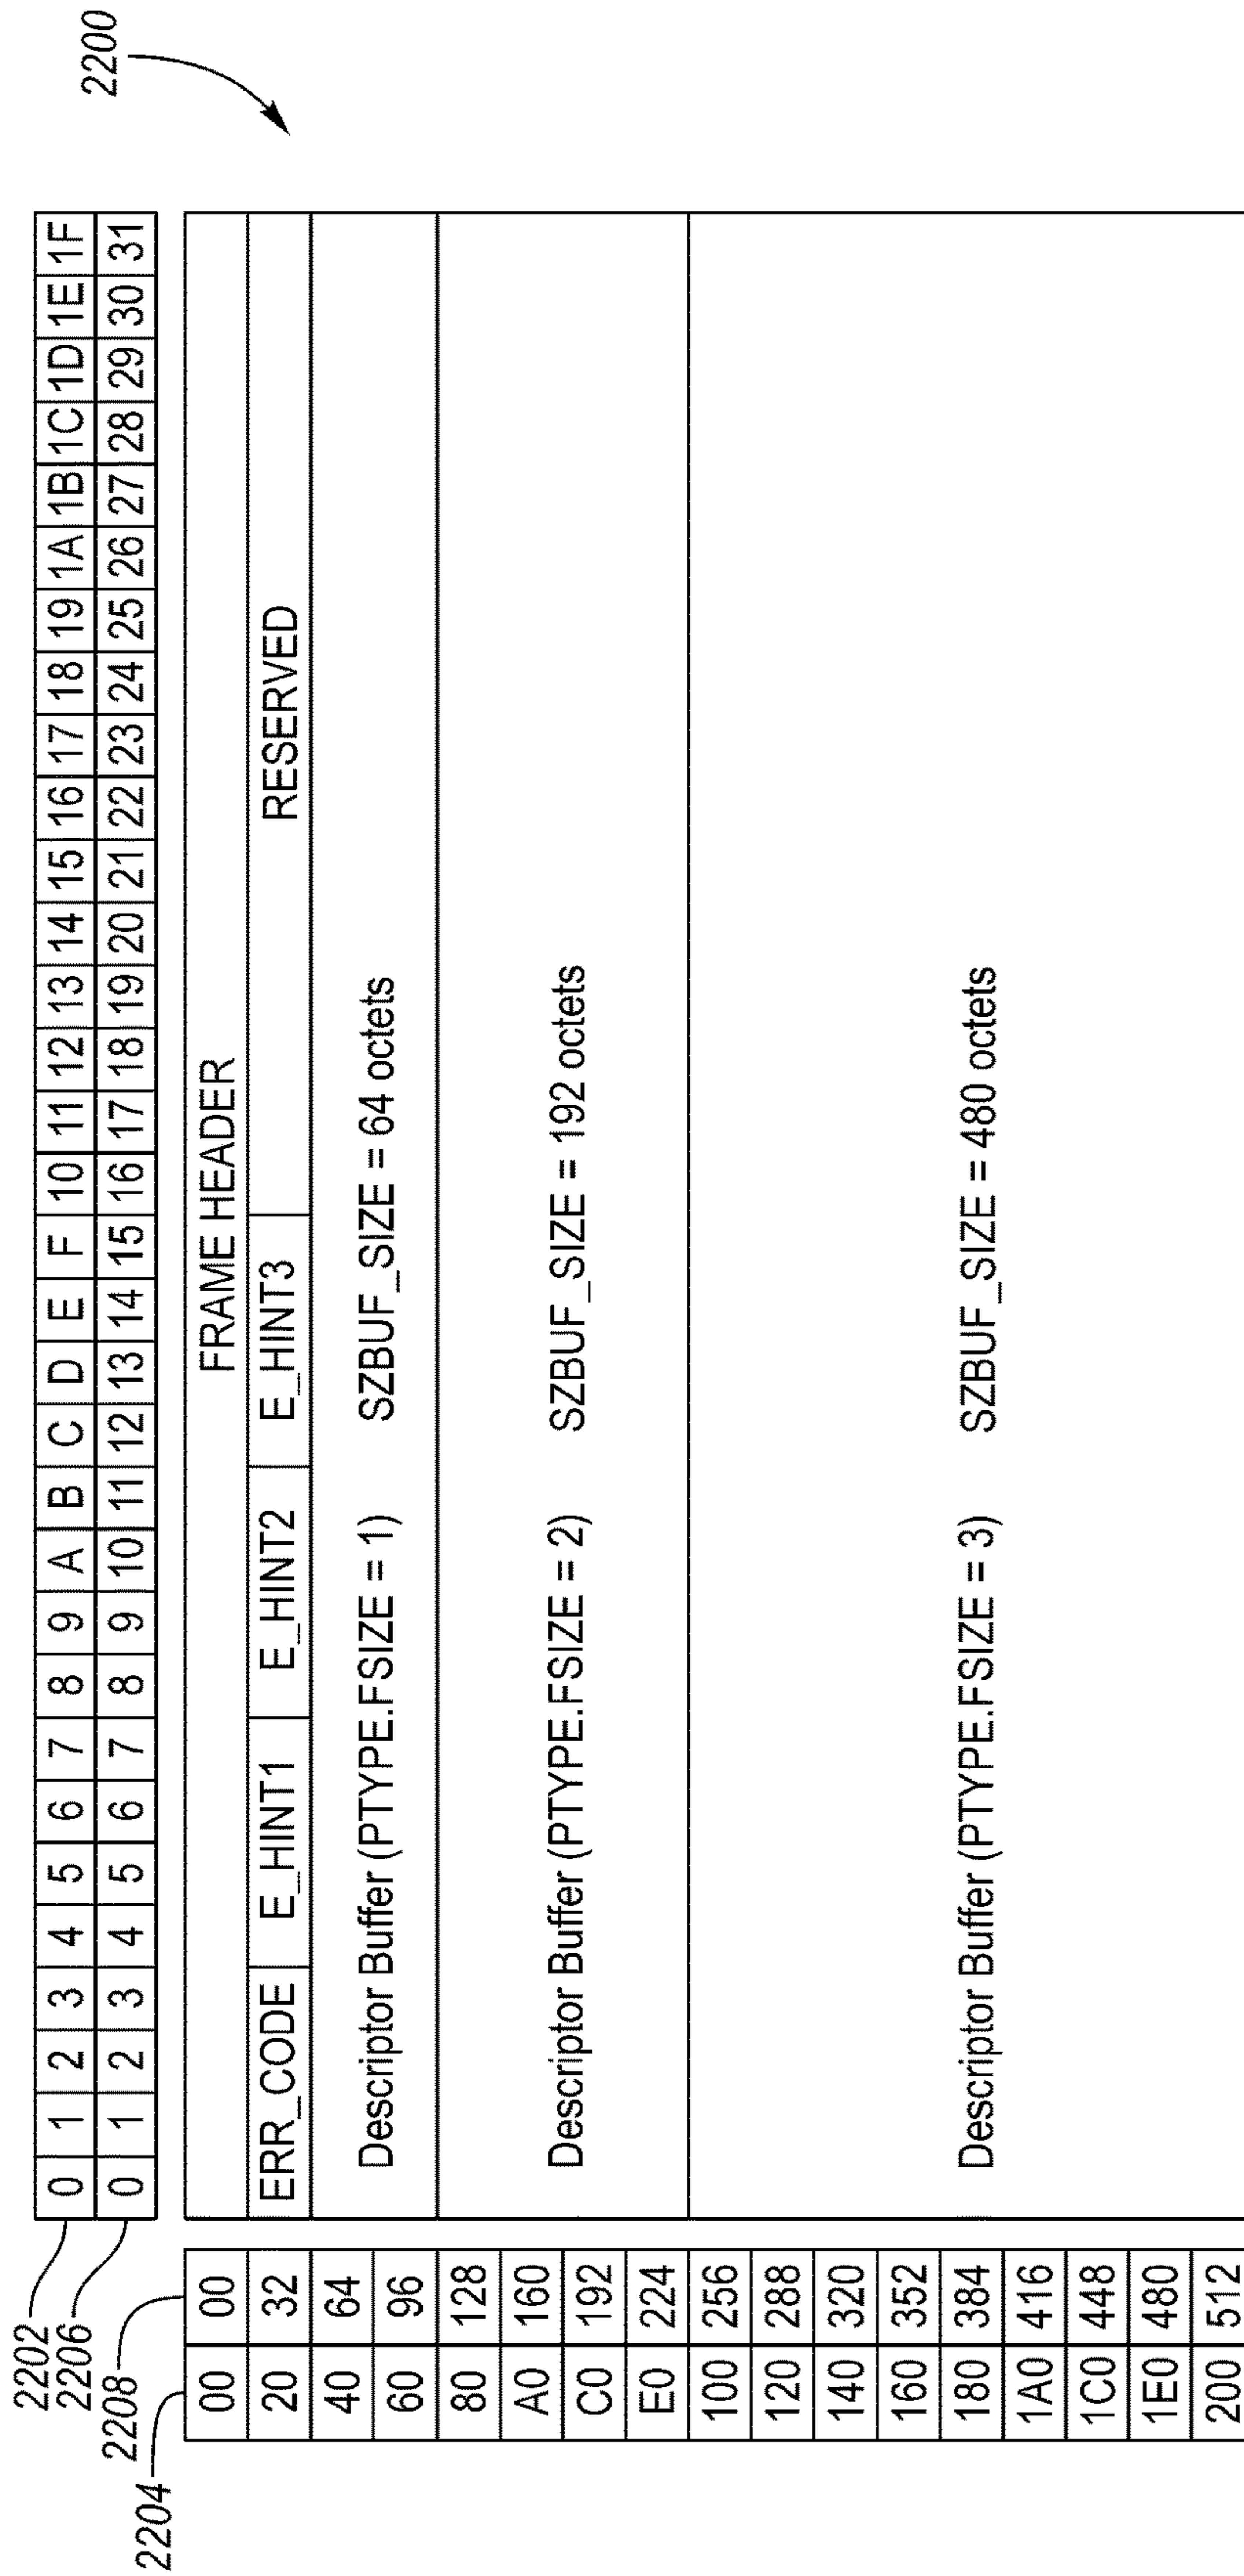 2200
2202
0 1 2 3 4 5 6 7 8 9 A B C D E F 10 11 12 13 14 15 16 17 18 19 1A 1B 1C 1D 1E 1F
2206
0 1 2 3 4 5 6 7 8 9 10 11 12 13 14 15 16 17 18 19 20 21 22 23 24 25 26 27 28 29 30 31
2208
2204
00 00 FRAME HEADER
20 32 ERR_CODE E_HINT1 E_HINT2 E_HINT3 RESERVED
40 64 Descriptor Buffer (PTYPE.FSIZE = 1) SZBUF_SIZE = 64 octets
60 96
80 128
A0 160 Descriptor Buffer (PTYPE.FSIZE = 2) SZBUF_SIZE = 192 octets
C0 192
E0 224
100 256
120 288
140 320
160 352
180 384 Descriptor Buffer (PTYPE.FSIZE = 3) SZBUF_SIZE = 480 octets
1A0 416
1C0 448
1E0 480
200 512